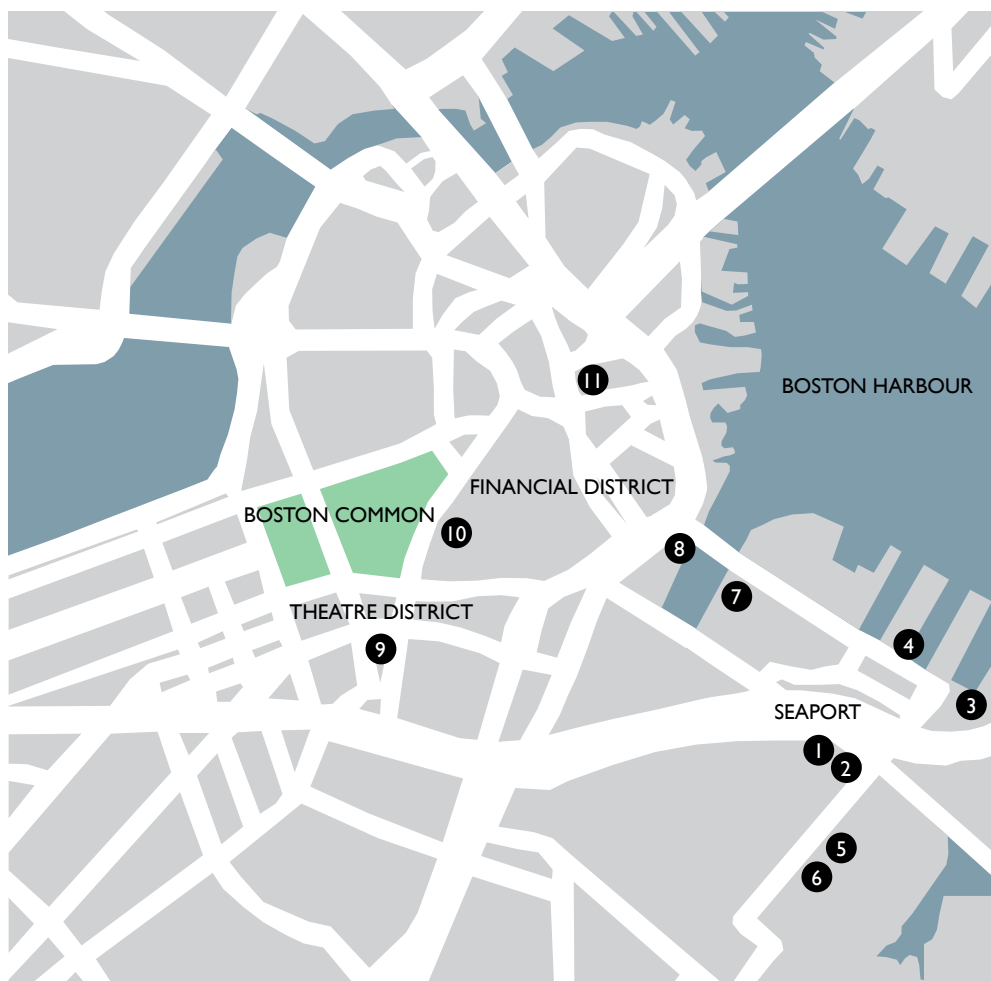 11
BOSTON HARBOUR
FINANCIAL DISTRICT
BOSTON COMMON
10
8
7
THEATRE DISTRICT
9
4
3
SEAPORT
1
2
5
6